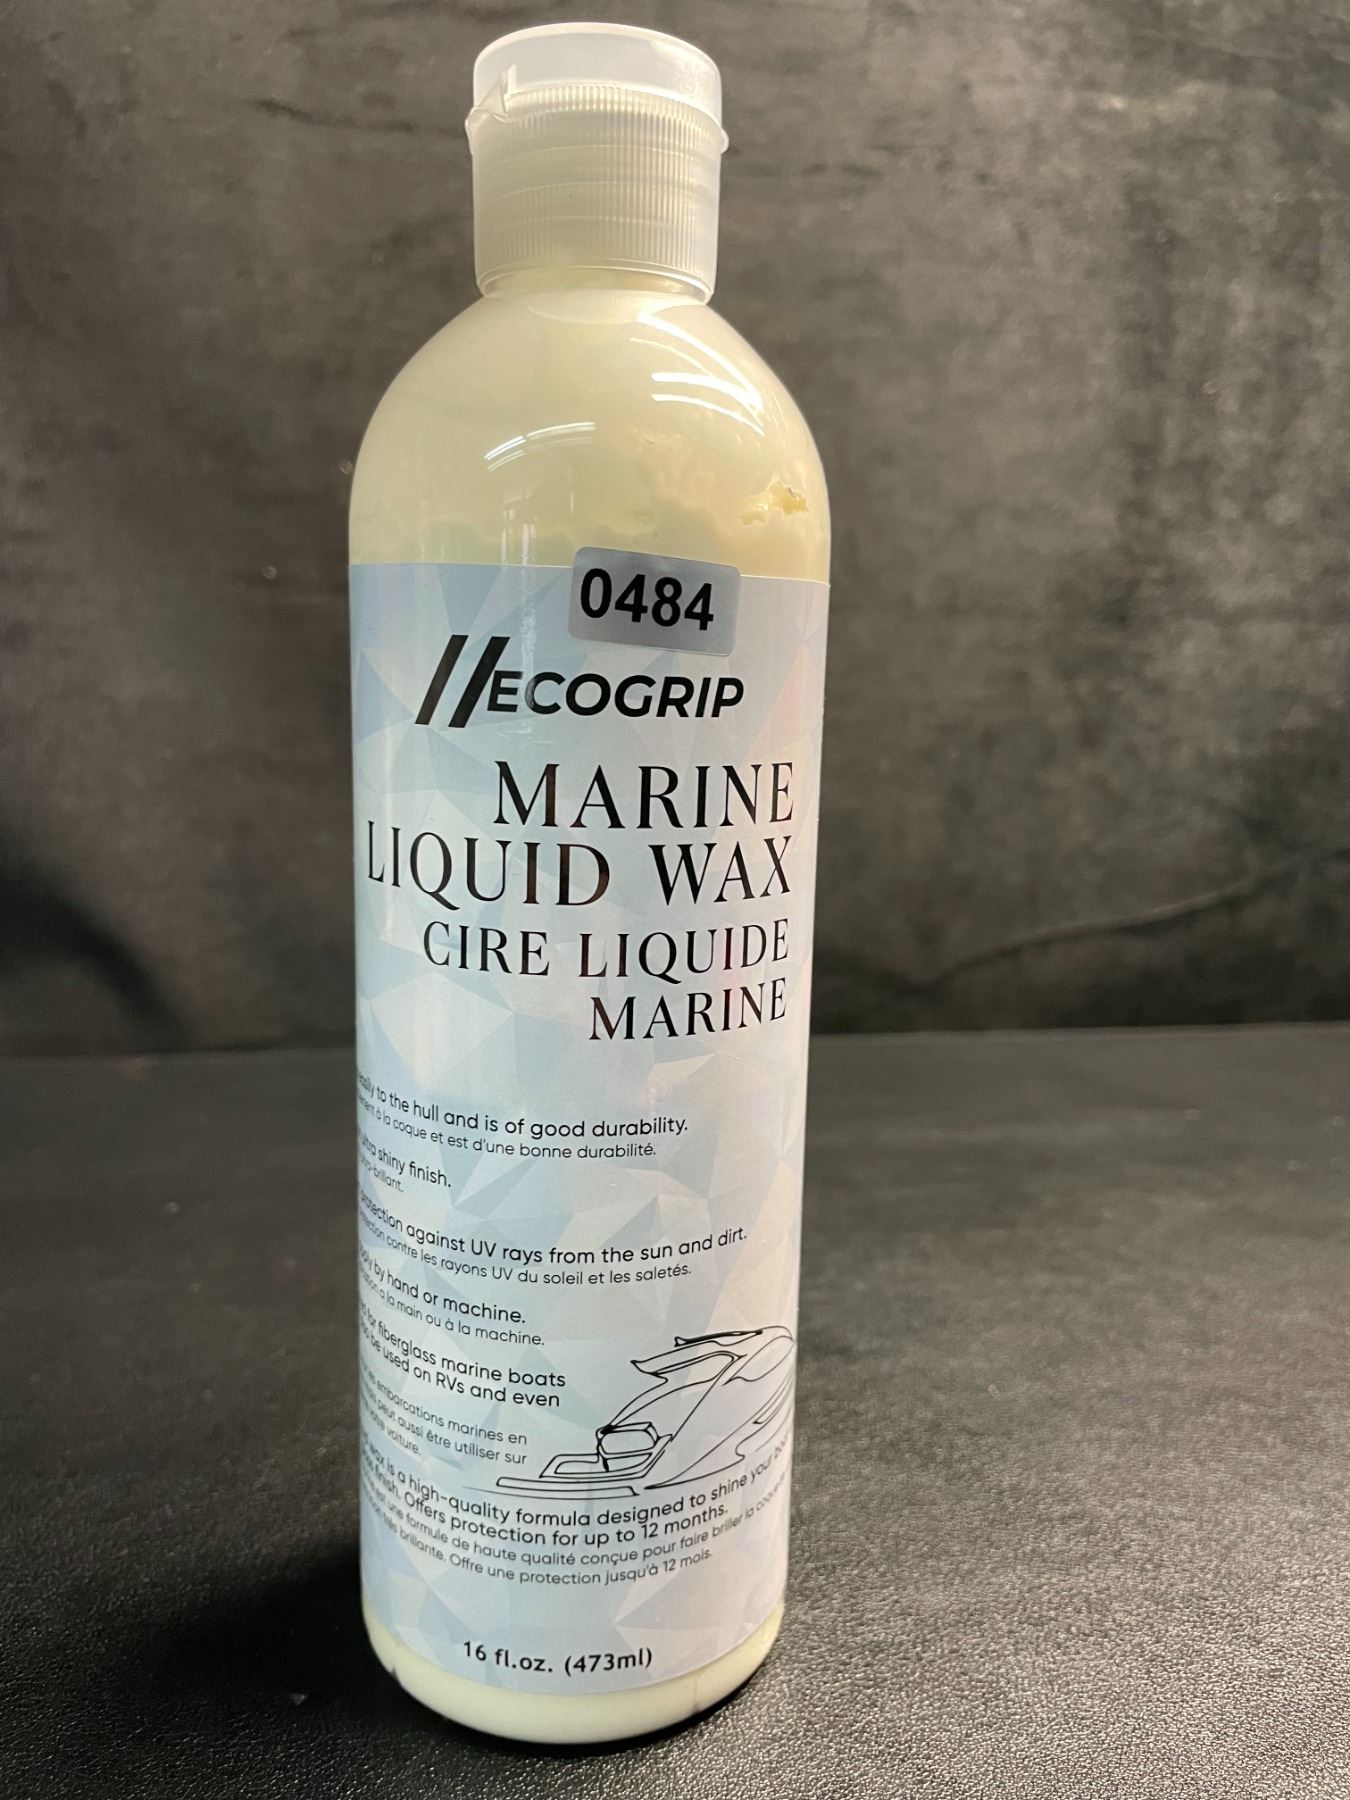 0484
ECOGRIP
MARINE
LIQUID WAX
CIRE LIQUIDE
MARINE
to the hull and is of good durability.
à la coque et est d'une bonne durabilité.
shiny finish.
against UV rays from the sun and dirt.
contre les rayons UV du soleil et les saletés.
by hand or machine.
à la main ou à la machine.
for fiberglass marine boats
be used on RVs and even
embarcations marines en
peut aussi être utiliser sur
voiture.
wax is a high-quality formula designed to shine your
finish. Offers protection for up to 12 months.
est une formule de haute qualité conçue pour faire briller la
très brillante. Offre une protection jusqu'à 12 mois.
16 fl.oz. (473ml)